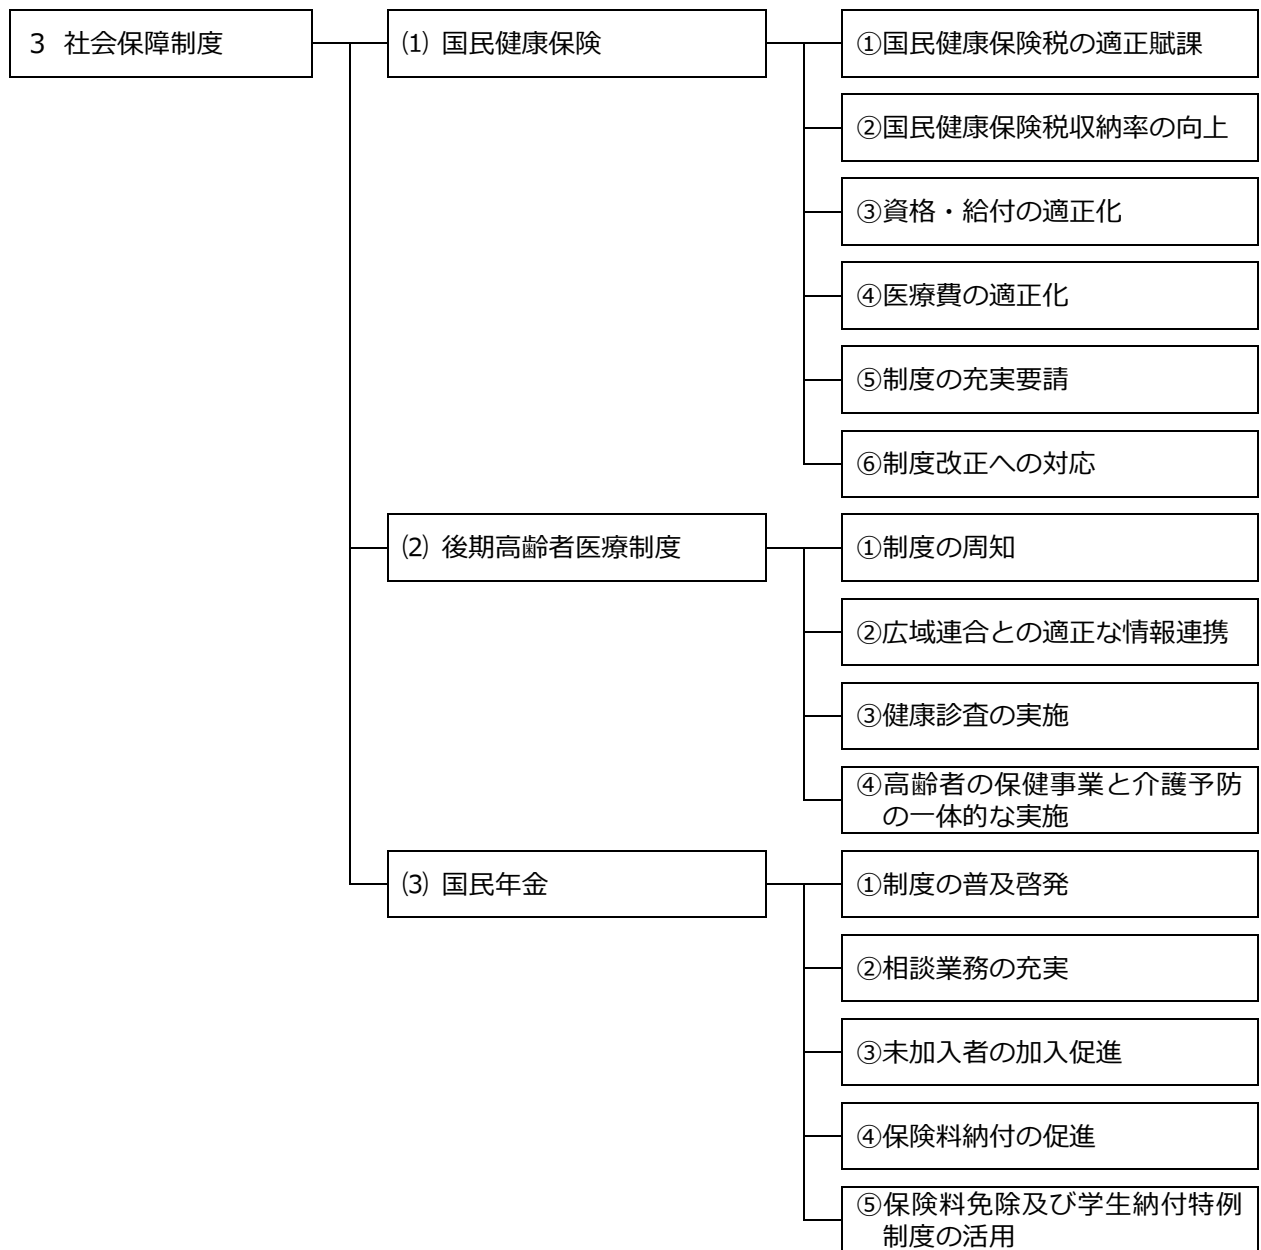 3 社会保障制度
⑴ 国民健康保険
①国民健康保険税の適正賦課
②国民健康保険税収納率の向上
③資格・給付の適正化
④医療費の適正化
⑤制度の充実要請
⑥制度改正への対応
⑵ 後期高齢者医療制度
①制度の周知
②広域連合との適正な情報連携
③健康診査の実施
④高齢者の保健事業と介護予防
の一体的な実施
⑶ 国民年金
①制度の普及啓発
②相談業務の充実
③未加入者の加入促進
④保険料納付の促進
⑤保険料免除及び学生納付特例
制度の活用